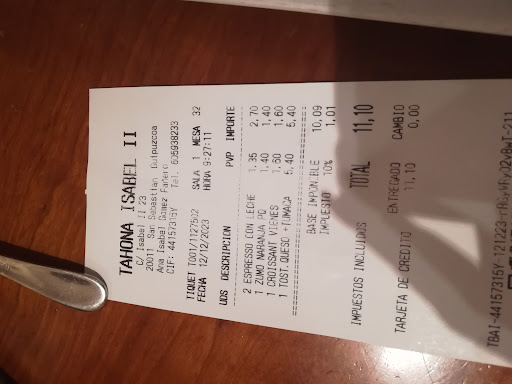 TAHONA ISABEL II
C/ Isabel II 23
20011 San Sebastian Guipuzcoa
Ana Isabel Gomez Fanero
CIF: 44157315Y Tel. 605938233
TIQUET T001/1127502 SALA 1 MESA 32
FECHA 12/12/2023 HORA 9:27:11
UDS DESCRIPCION PVP IMPORTE
2 ESPRESSO CON LECHE 1,35 2,70
1 ZUMO NARANJA PQ 1,40 1,40
1 CROISSANT VIENES 1,60 1,60
1 TOST.QUESO +TUMACA 5,40 5,40
BASE IMPONIBLE 10,09
IMPUESTO 10% 1,01
IMPUESTOS INCLUIDOS TOTAL 11,10
ENTREGADO CAMBIO
TARJETA DE CREDITO 11,10 0,00
TBAI-44157315Y-121223-